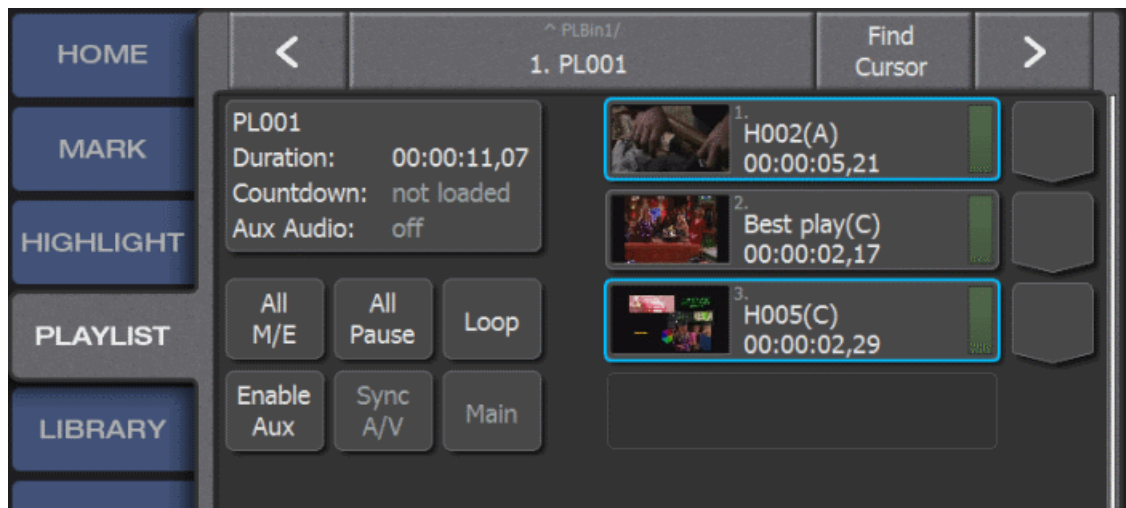 HOME
MARK
HIGHLIGHT
PLAYLIST
LIBRARY
<
^ PLBin1/
1. PL001
Find
Cursor
>
PL001
Duration: 00:00:11,07
Countdown: not loaded
Aux Audio: off
All
M/E
All
Pause
Loop
Enable
Aux
Sync
A/V
Main
1.
H002(A)
00:00:05,21
2.
Best play(C)
00:00:02,17
3.
H005(C)
00:00:02,29